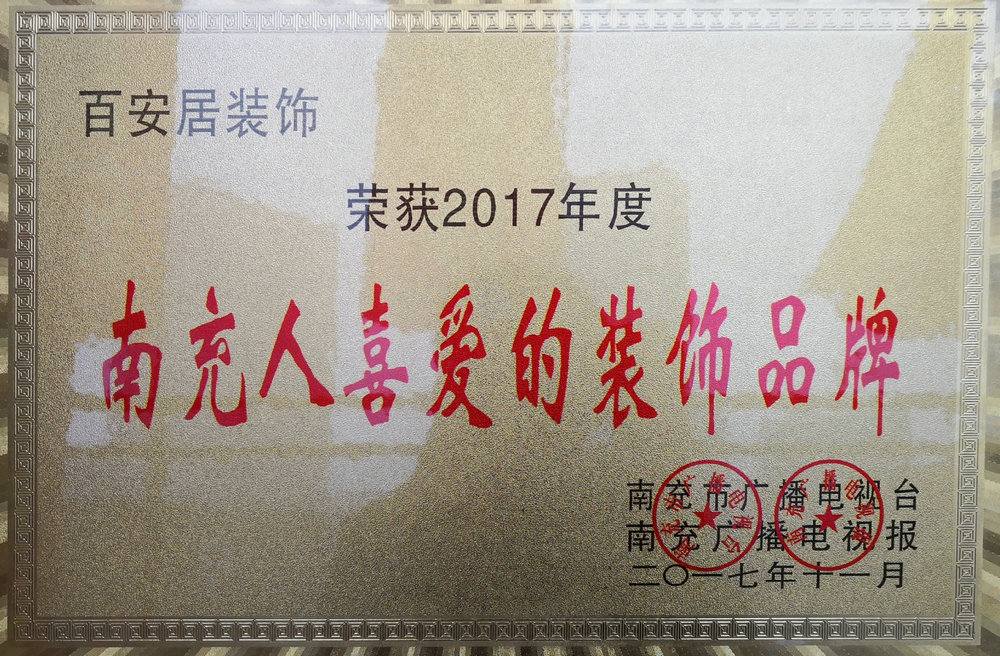 百安居装饰
荣获2017年度
南充人喜爱的装饰品牌
南充市广播电视台
南充广播电视报
二〇一七年十一月